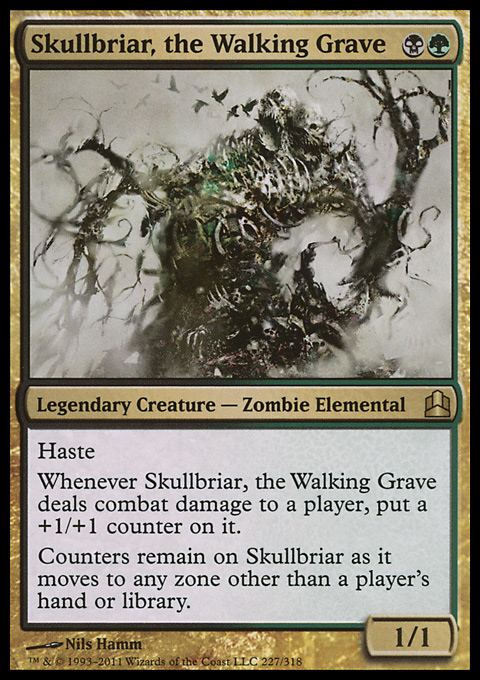 Skullbriar, the Walking Grave
Legendary Creature — Zombie Elemental
Haste
Whenever Skullbriar, the Walking Grave
deals combat damage to a player, put a
+1/+1 counter on it.
Counters remain on Skullbriar as it
moves to any zone other than a player's
hand or library.
1/1
Nils Hamm
™ & © 1993–2011 Wizards of the Coast LLC 227/318